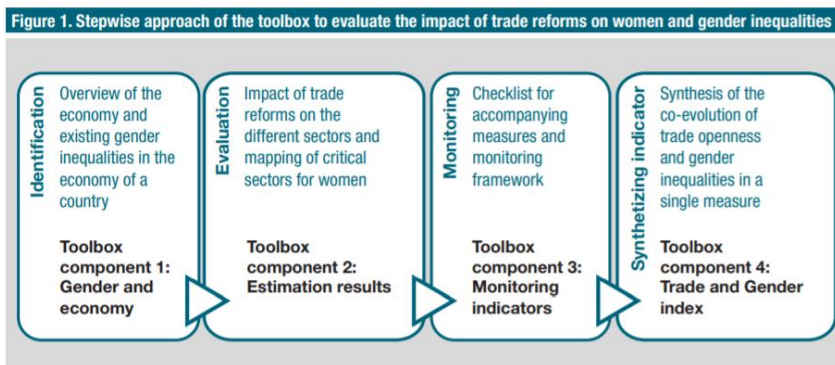 Figure 1. Stepwise approach of the toolbox to evaluate the impact of trade reforms on women and gender inequalities
Identification
Overview of the
economy and
existing gender
inequalities in the
economy of a
country
Toolbox
component 1:
Gender and
economy
Evaluation
Impact of trade
reforms on the
different sectors and
mapping of critical
sectors for women
Toolbox
component 2:
Estimation results
Monitoring
Checklist for
accompanying
measures and
monitoring
framework
Toolbox
component 3:
Monitoring
indicators
Synthetizing indicator
Synthesis of the
co-evolution of
trade openness
and gender
inequalities in a
single measure
Toolbox
component 4:
Trade and Gender
index